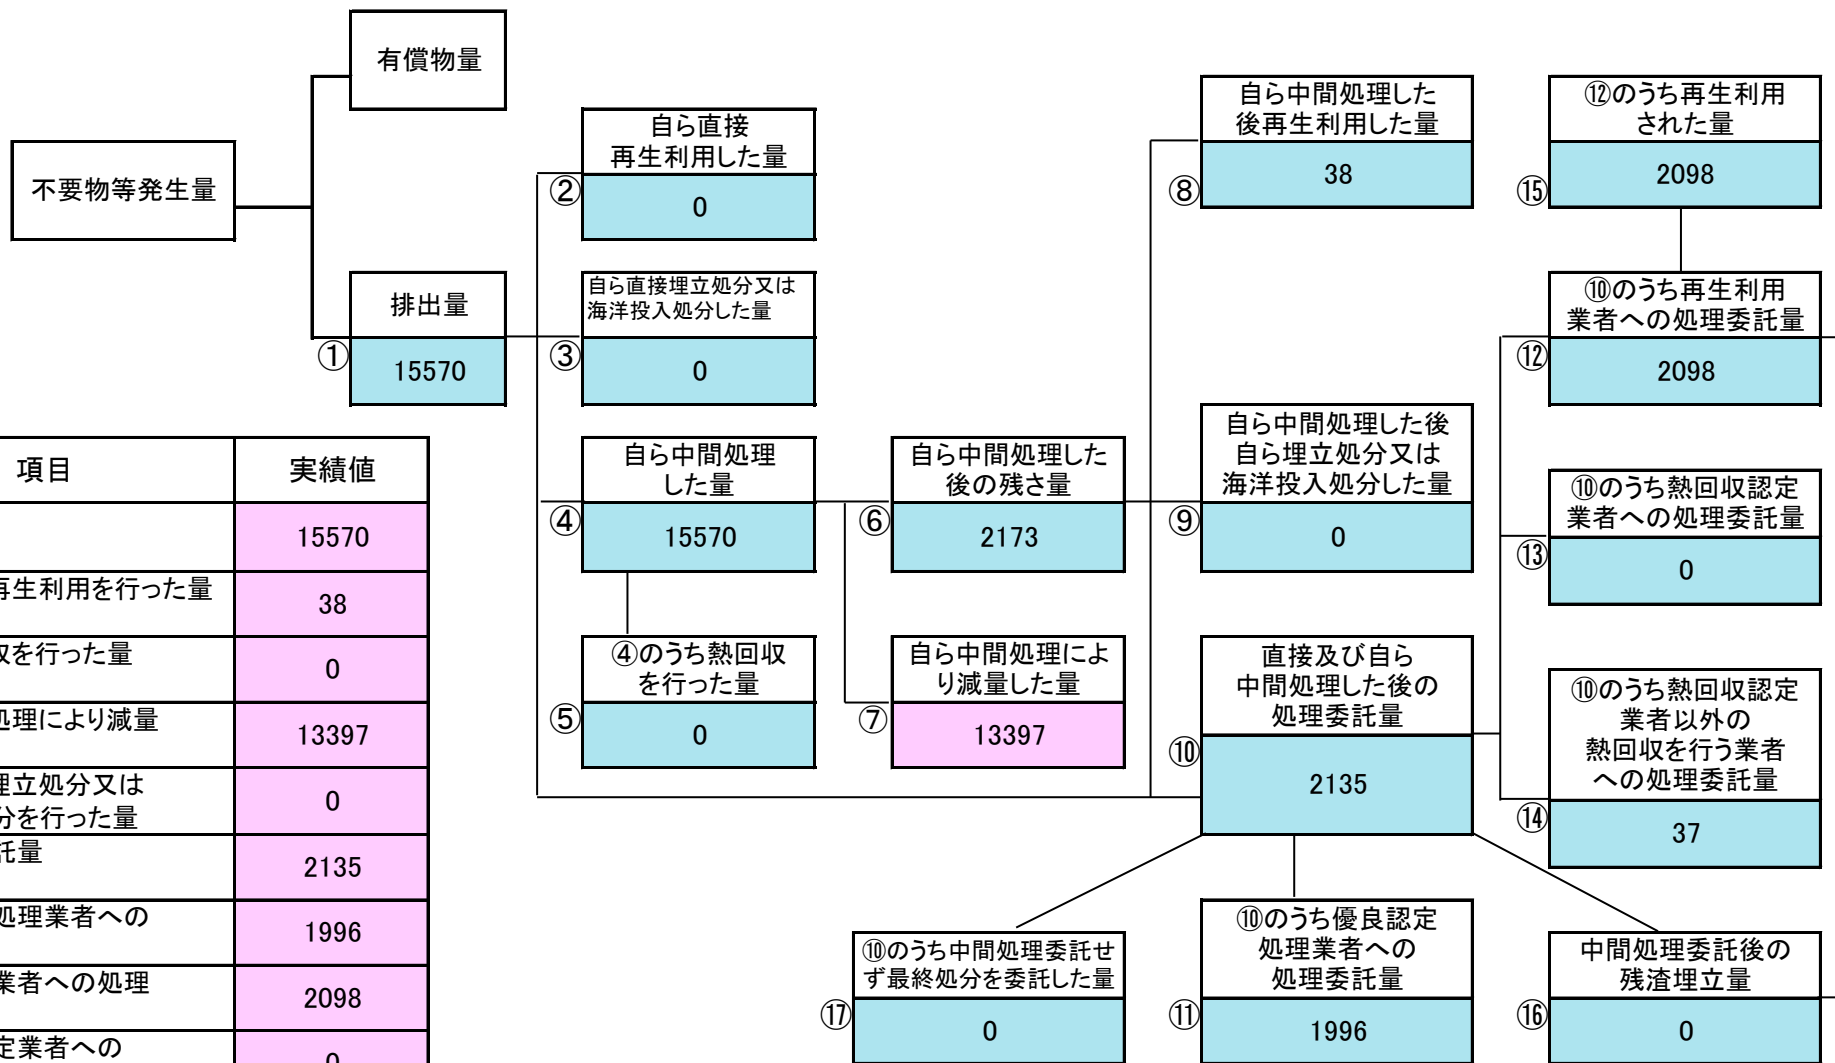 有償物量
不要物等発生量
排出量
①
15570
自ら直接
再生利用した量
②
0
自ら直接埋立処分又は
海洋投入処分した量
③
0
自ら中間処理
した量
④
15570
④のうち熱回収
を行った量
⑤
0
自ら中間処理した
後の残さ量
⑥
2173
自ら中間処理によ
り減量した量
⑦
13397
自ら中間処理した
後再生利用した量
⑧
38
自ら中間処理した後
自ら埋立処分又は
海洋投入処分した量
⑨
0
直接及び自ら
中間処理した後の
処理委託量
⑩
2135
⑫のうち再生利用
された量
⑮
2098
⑩のうち再生利用
業者への処理委託量
⑫
2098
⑩のうち熱回収認定
業者への処理委託量
⑬
0
⑩のうち熱回収認定
業者以外の
熱回収を行う業者
への処理委託量
⑭
37
⑩のうち中間処理委託せ
ず最終処分を委託した量
⑰
0
⑩のうち優良認定
処理業者への
処理委託量
⑪
1996
中間処理委託後の
残渣埋立量
⑯
0
項目 実績値
15570
再生利用を行った量
38
収を行った量
0
処理により減量
13397
埋立処分又は
分を行った量
0
託量
2135
処理業者への
1996
業者への処理
2098
定業者への
0